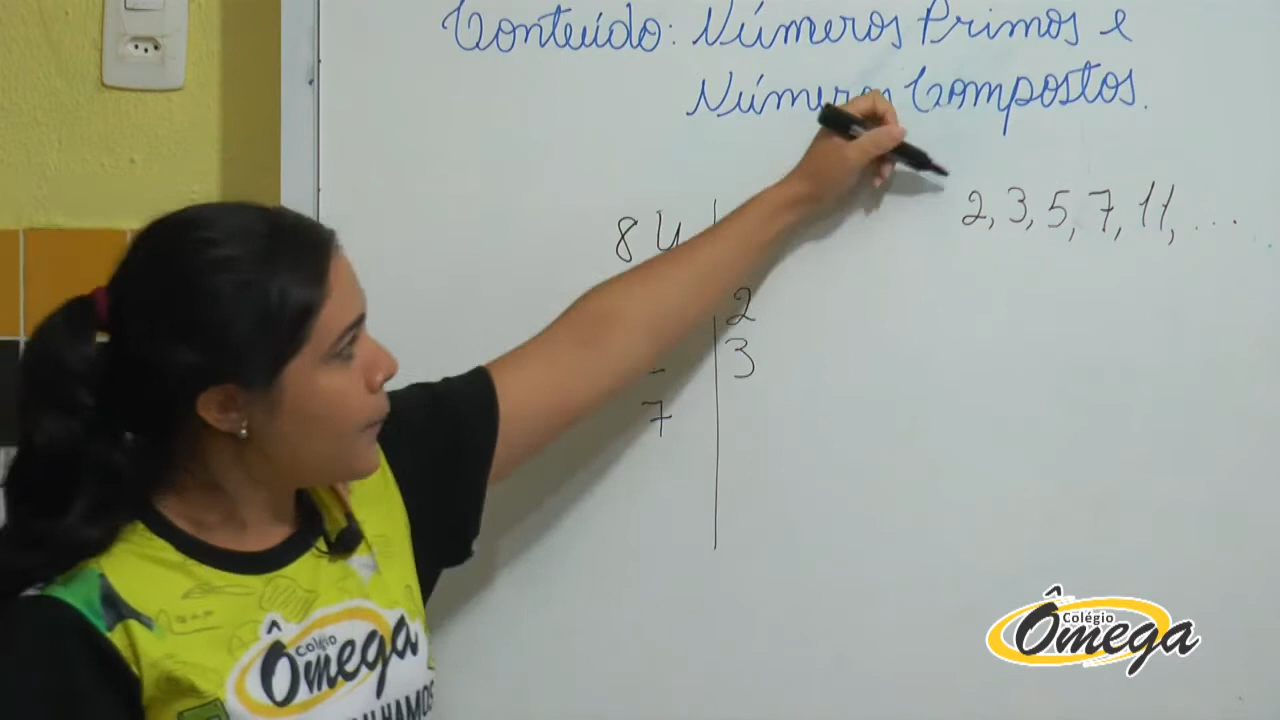 Conteúdo: Números Primos e
Números Compostos.
2, 3, 5, 7, 11, ...
84
2
3
7
Colégio
Ômega
Colégio
Ômega